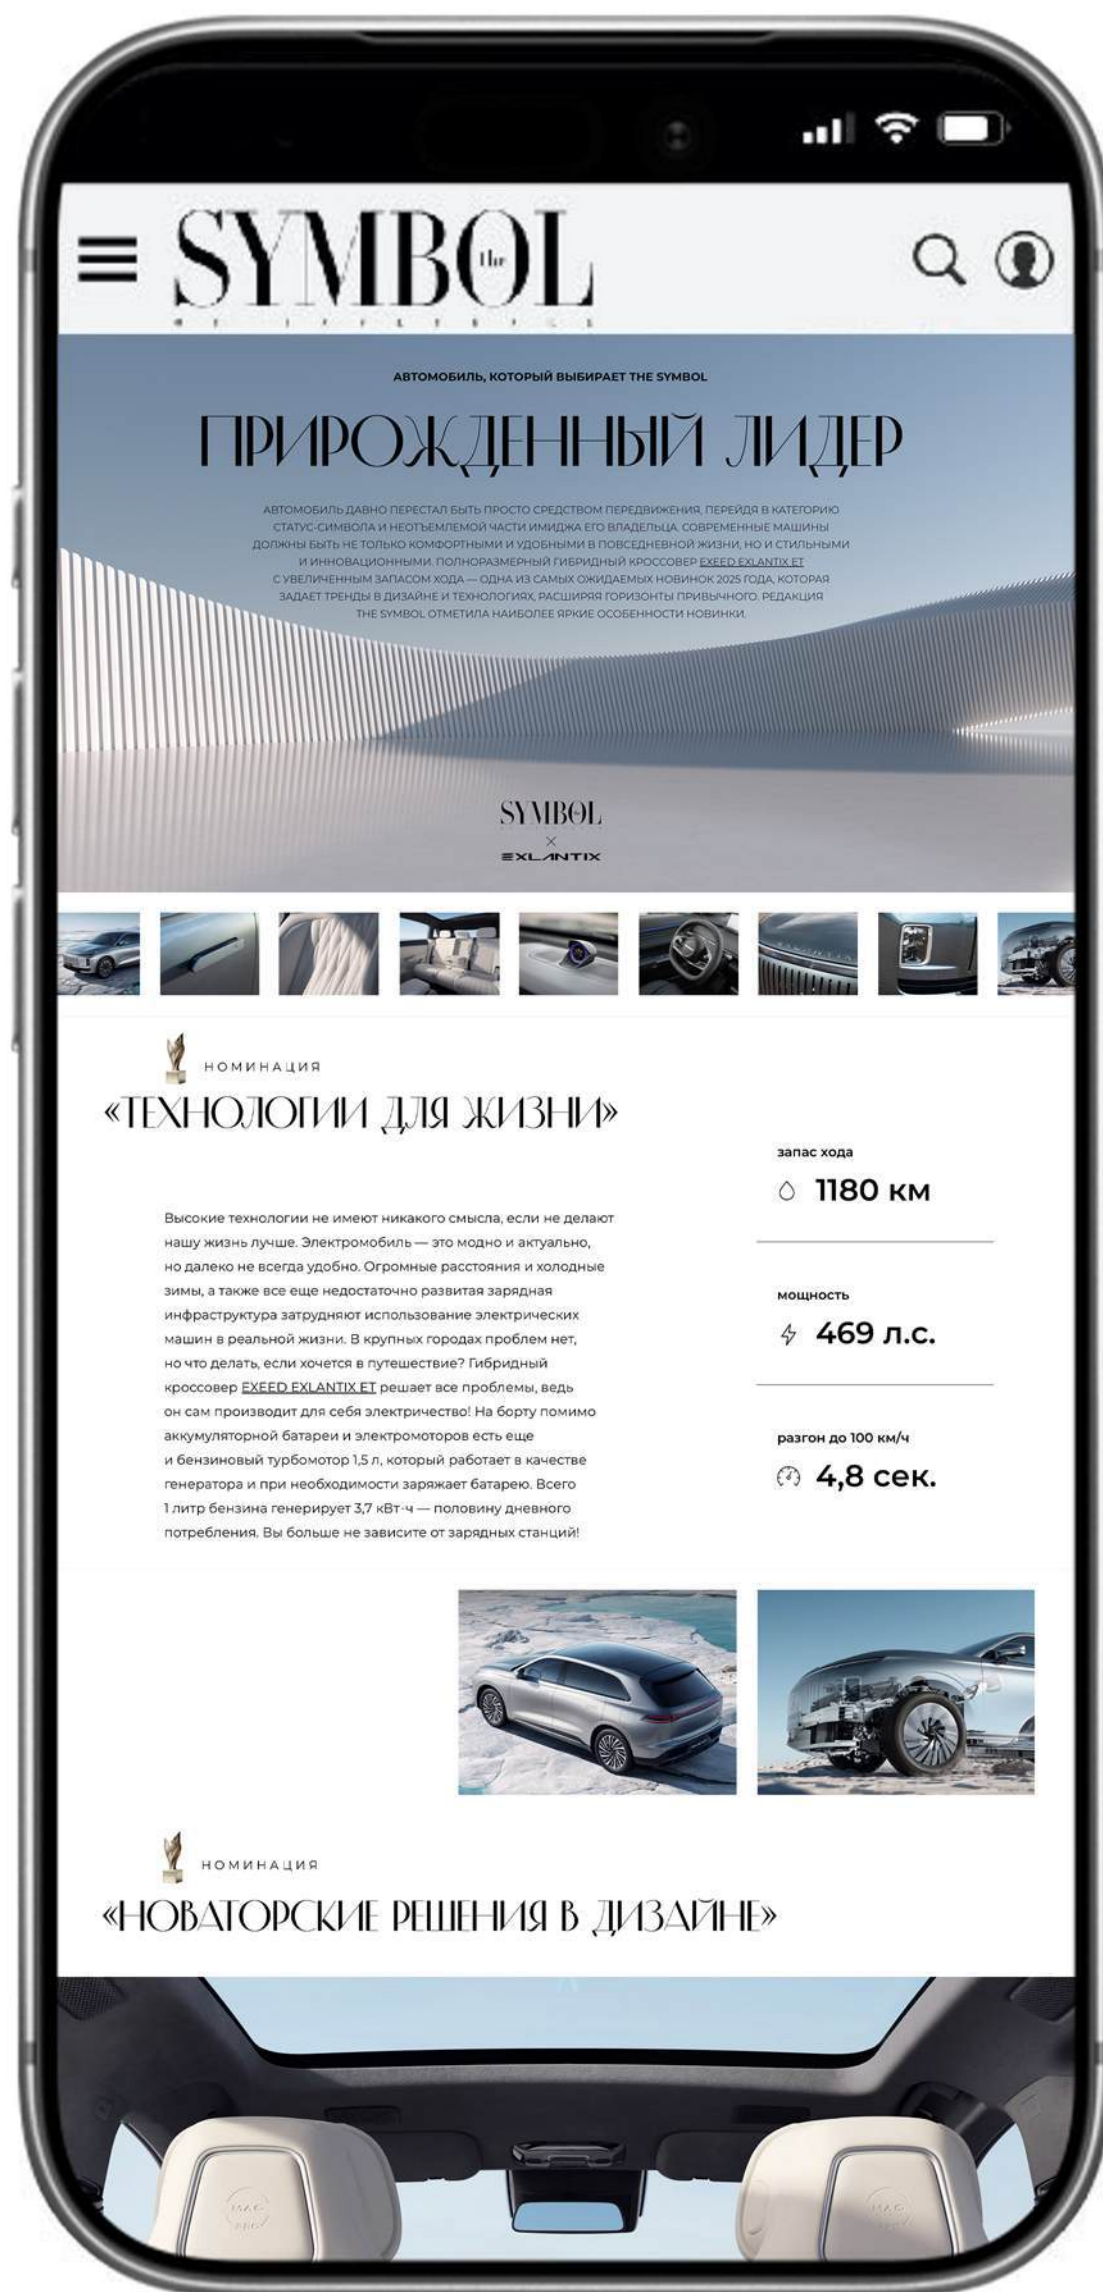 SYMBOL
the
АВТОМОБИЛЬ, КОТОРЫЙ ВЫБИРАЕТ THE SYMBOL
ПРИРОЖДЕННЫЙ ЛИДЕР
АВТОМОБИЛЬ ДАВНО ПЕРЕСТАЛ БЫТЬ ПРОСТО СРЕДСТВОМ ПЕРЕДВИЖЕНИЯ, ПЕРЕЙДЯ В КАТЕГОРИЮ
СТАТУС-СИМВОЛА И НЕОТЪЕМЛЕМОЙ ЧАСТИ ИМИДЖА ЕГО ВЛАДЕЛЬЦА. СОВРЕМЕННЫЕ МАШИНЫ
ДОЛЖНЫ БЫТЬ НЕ ТОЛЬКО КОМФОРТНЫМИ И УДОБНЫМИ В ПОВСЕДНЕВНОЙ ЖИЗНИ, НО И СТИЛЬНЫМИ
И ИННОВАЦИОННЫМИ. ПОЛНОРАЗМЕРНЫЙ ГИБРИДНЫЙ КРОССОВЕР EXEED EXLANTIX ET
С УВЕЛИЧЕННЫМ ЗАПАСОМ ХОДА — ОДНА ИЗ САМЫХ ОЖИДАЕМЫХ НОВИНОК 2025 ГОДА, КОТОРАЯ
ЗАДАЕТ ТРЕНДЫ В ДИЗАЙНЕ И ТЕХНОЛОГИЯХ, РАСШИРЯЯ ГОРИЗОНТЫ ПРИВЫЧНОГО. РЕДАКЦИЯ
THE SYMBOL ОТМЕТИЛА НАИБОЛЕЕ ЯРКИЕ ОСОБЕННОСТИ НОВИНКИ.
SYMBOL
×
EXLANTIX
НОМИНАЦИЯ
«ТЕХНОЛОГИИ ДЛЯ ЖИЗНИ»
Высокие технологии не имеют никакого смысла, если не делают
нашу жизнь лучше. Электромобиль — это модно и актуально,
но далеко не всегда удобно. Огромные расстояния и холодные
зимы, а также все еще недостаточно развитая зарядная
инфраструктура затрудняют использование электрических
машин в реальной жизни. В крупных городах проблем нет,
но что делать, если хочется в путешествие? Гибридный
кроссовер EXEED EXLANTIX ET решает все проблемы, ведь
он сам производит для себя электричество! На борту помимо
аккумуляторной батареи и электромоторов есть еще
и бензиновый турбомотор 1,5 л, который работает в качестве
генератора и при необходимости заряжает батарею. Всего
1 литр бензина генерирует 3,7 кВт·ч — половину дневного
потребления. Вы больше не зависите от зарядных станций!
запас хода
1180 км
мощность
469 л.с.
разгон до 100 км/ч
4,8 сек.
НОМИНАЦИЯ
«НОВАТОРСКИЕ РЕШЕНИЯ В ДИЗАЙНЕ»